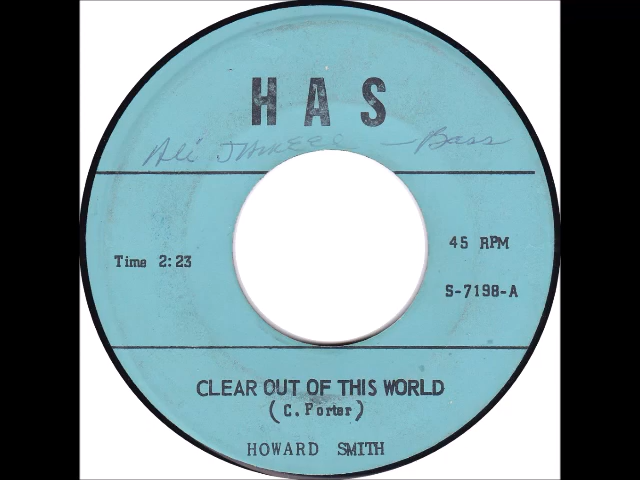 HAS
Ali — Bass
Time 2:23
45 RPM
S-7198-A
CLEAR OUT OF THIS WORLD
(C. Porter)
HOWARD SMITH